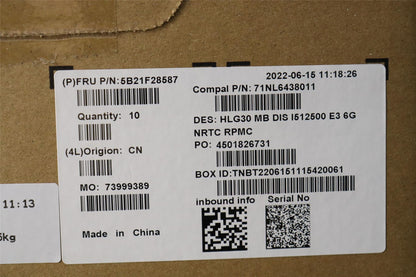 (P)FRU P/N:5B21F28587
2022-06-15 11:18:26
Compal P/N: 71NL6438011
Quantity: 10
DES: HLG30 MB DIS I512500 E3 6G
NRTC RPMC
(4L)Origion: CN
PO: 4501826731
MO: 73999389
BOX ID:TNBT2206151115420061
inbound info
Serial No
Made in China
11:13
5kg